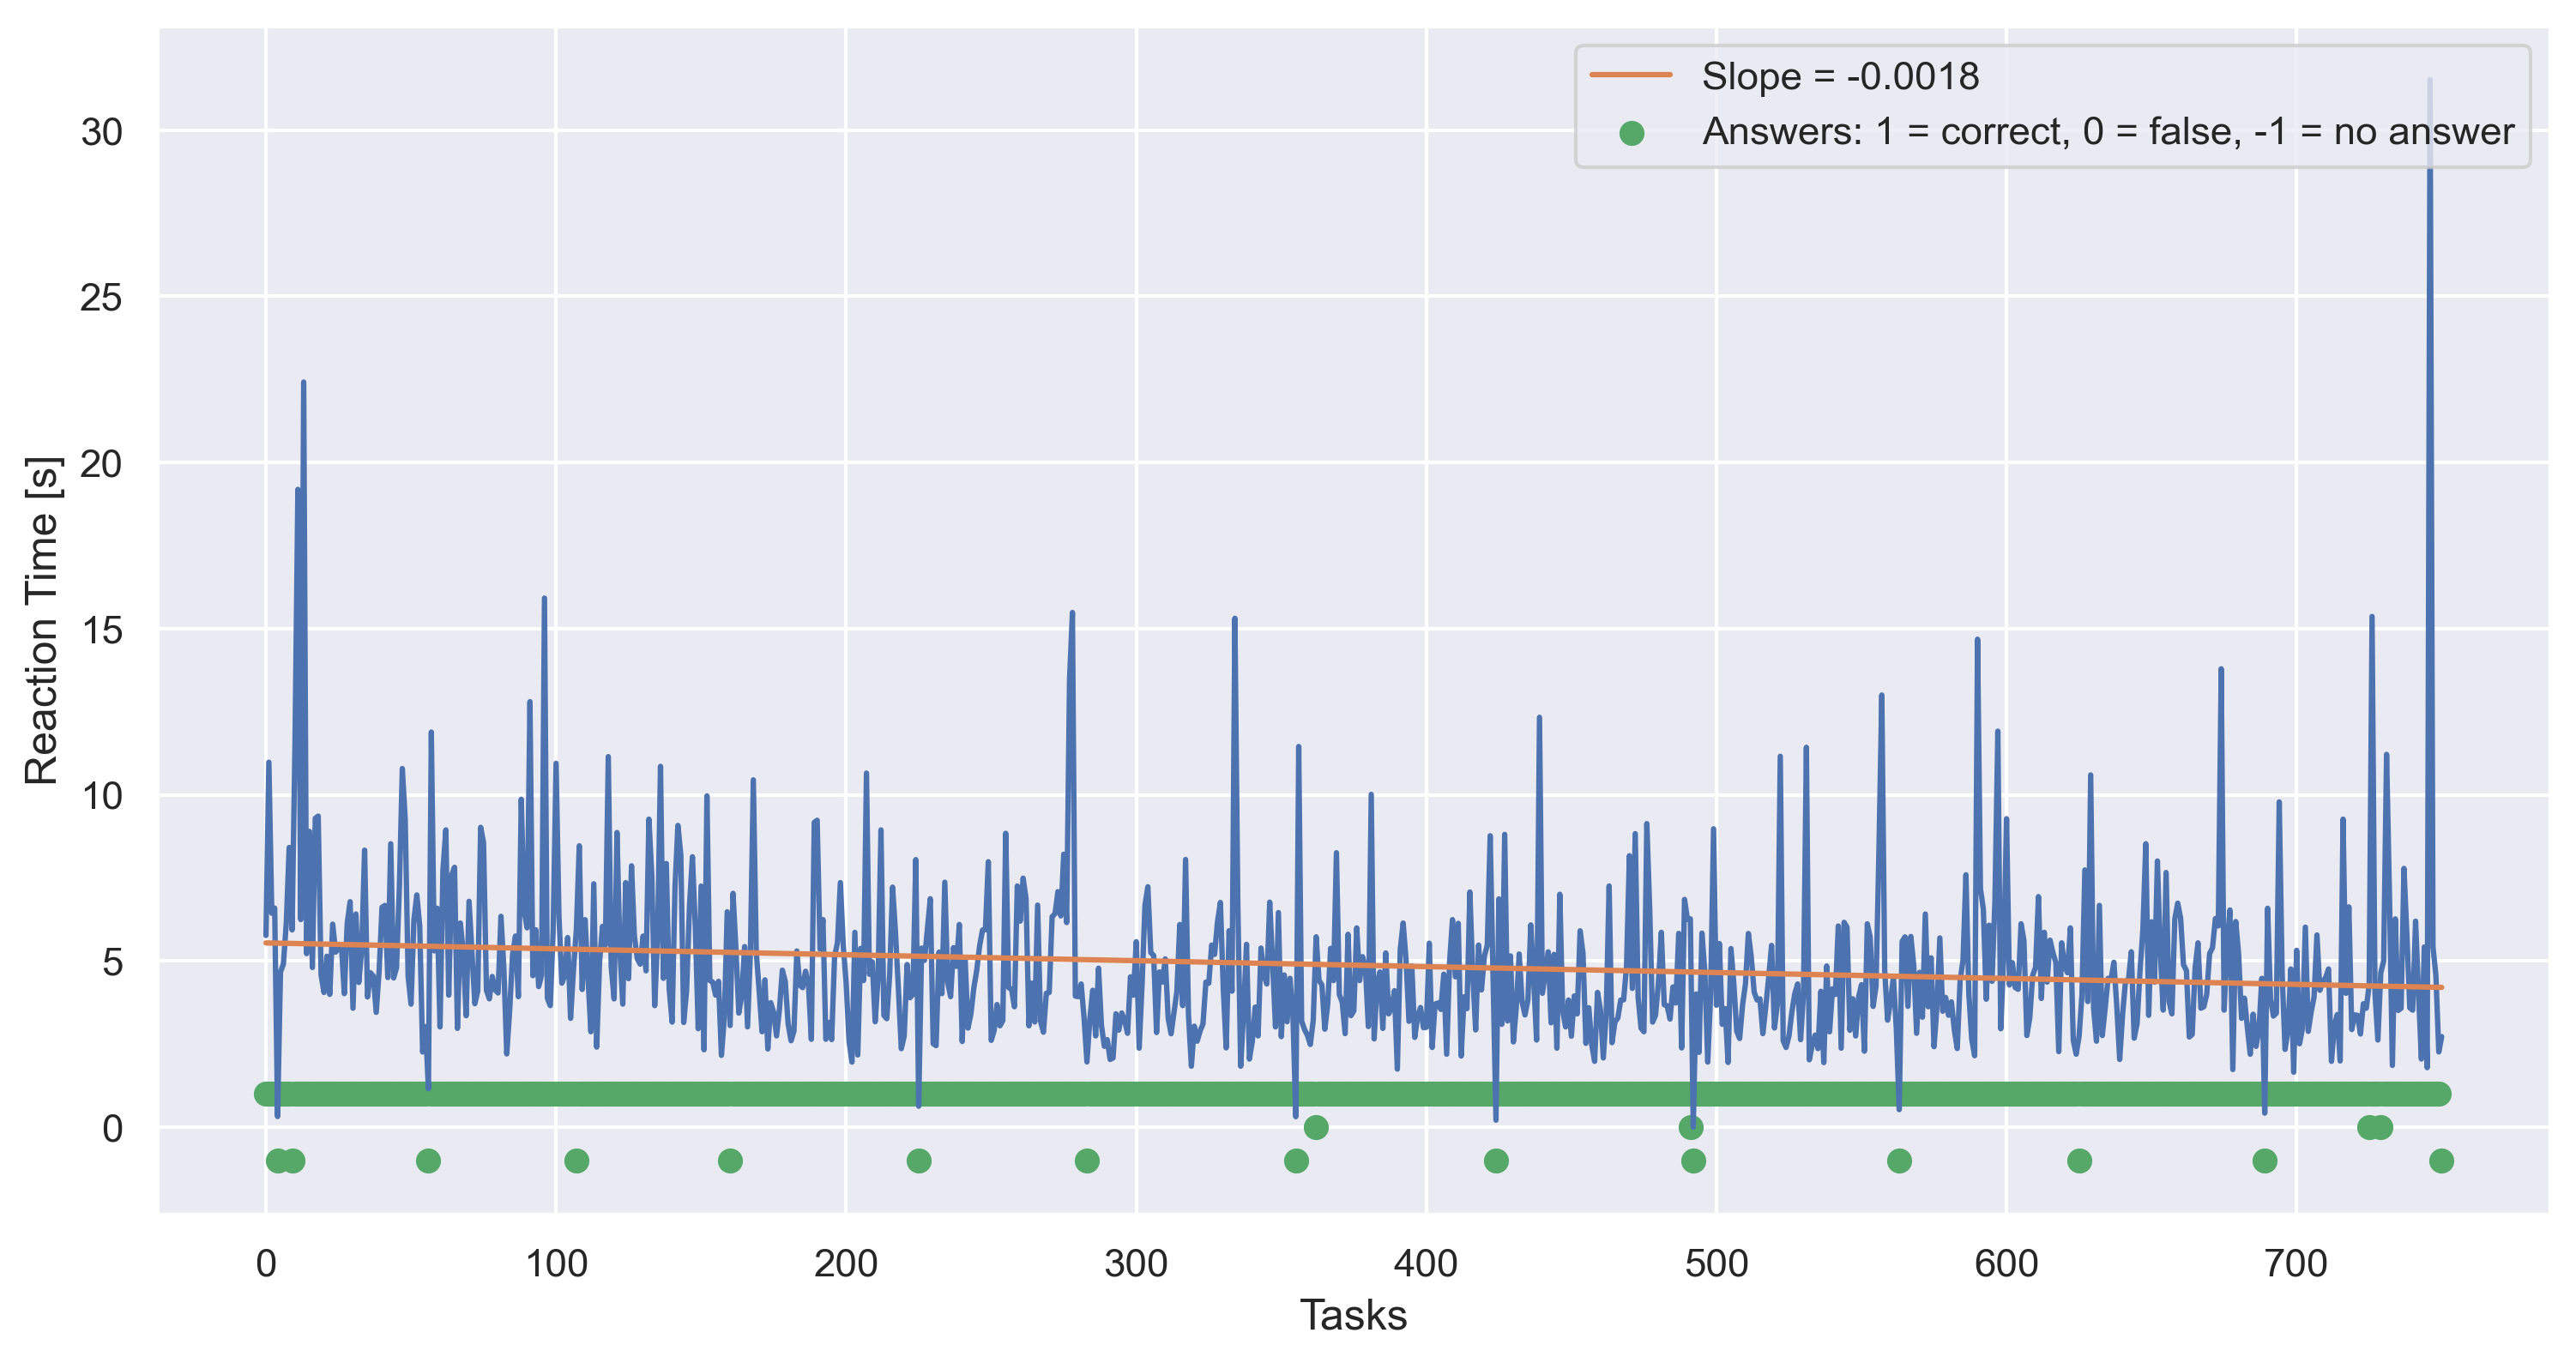 Slope = -0.0018
Answers: 1 = correct, 0 = false, -1 = no answer
30
25
20
15
10
5
0
Reaction Time [s]
0 100 200 300 400 500 600 700
Tasks